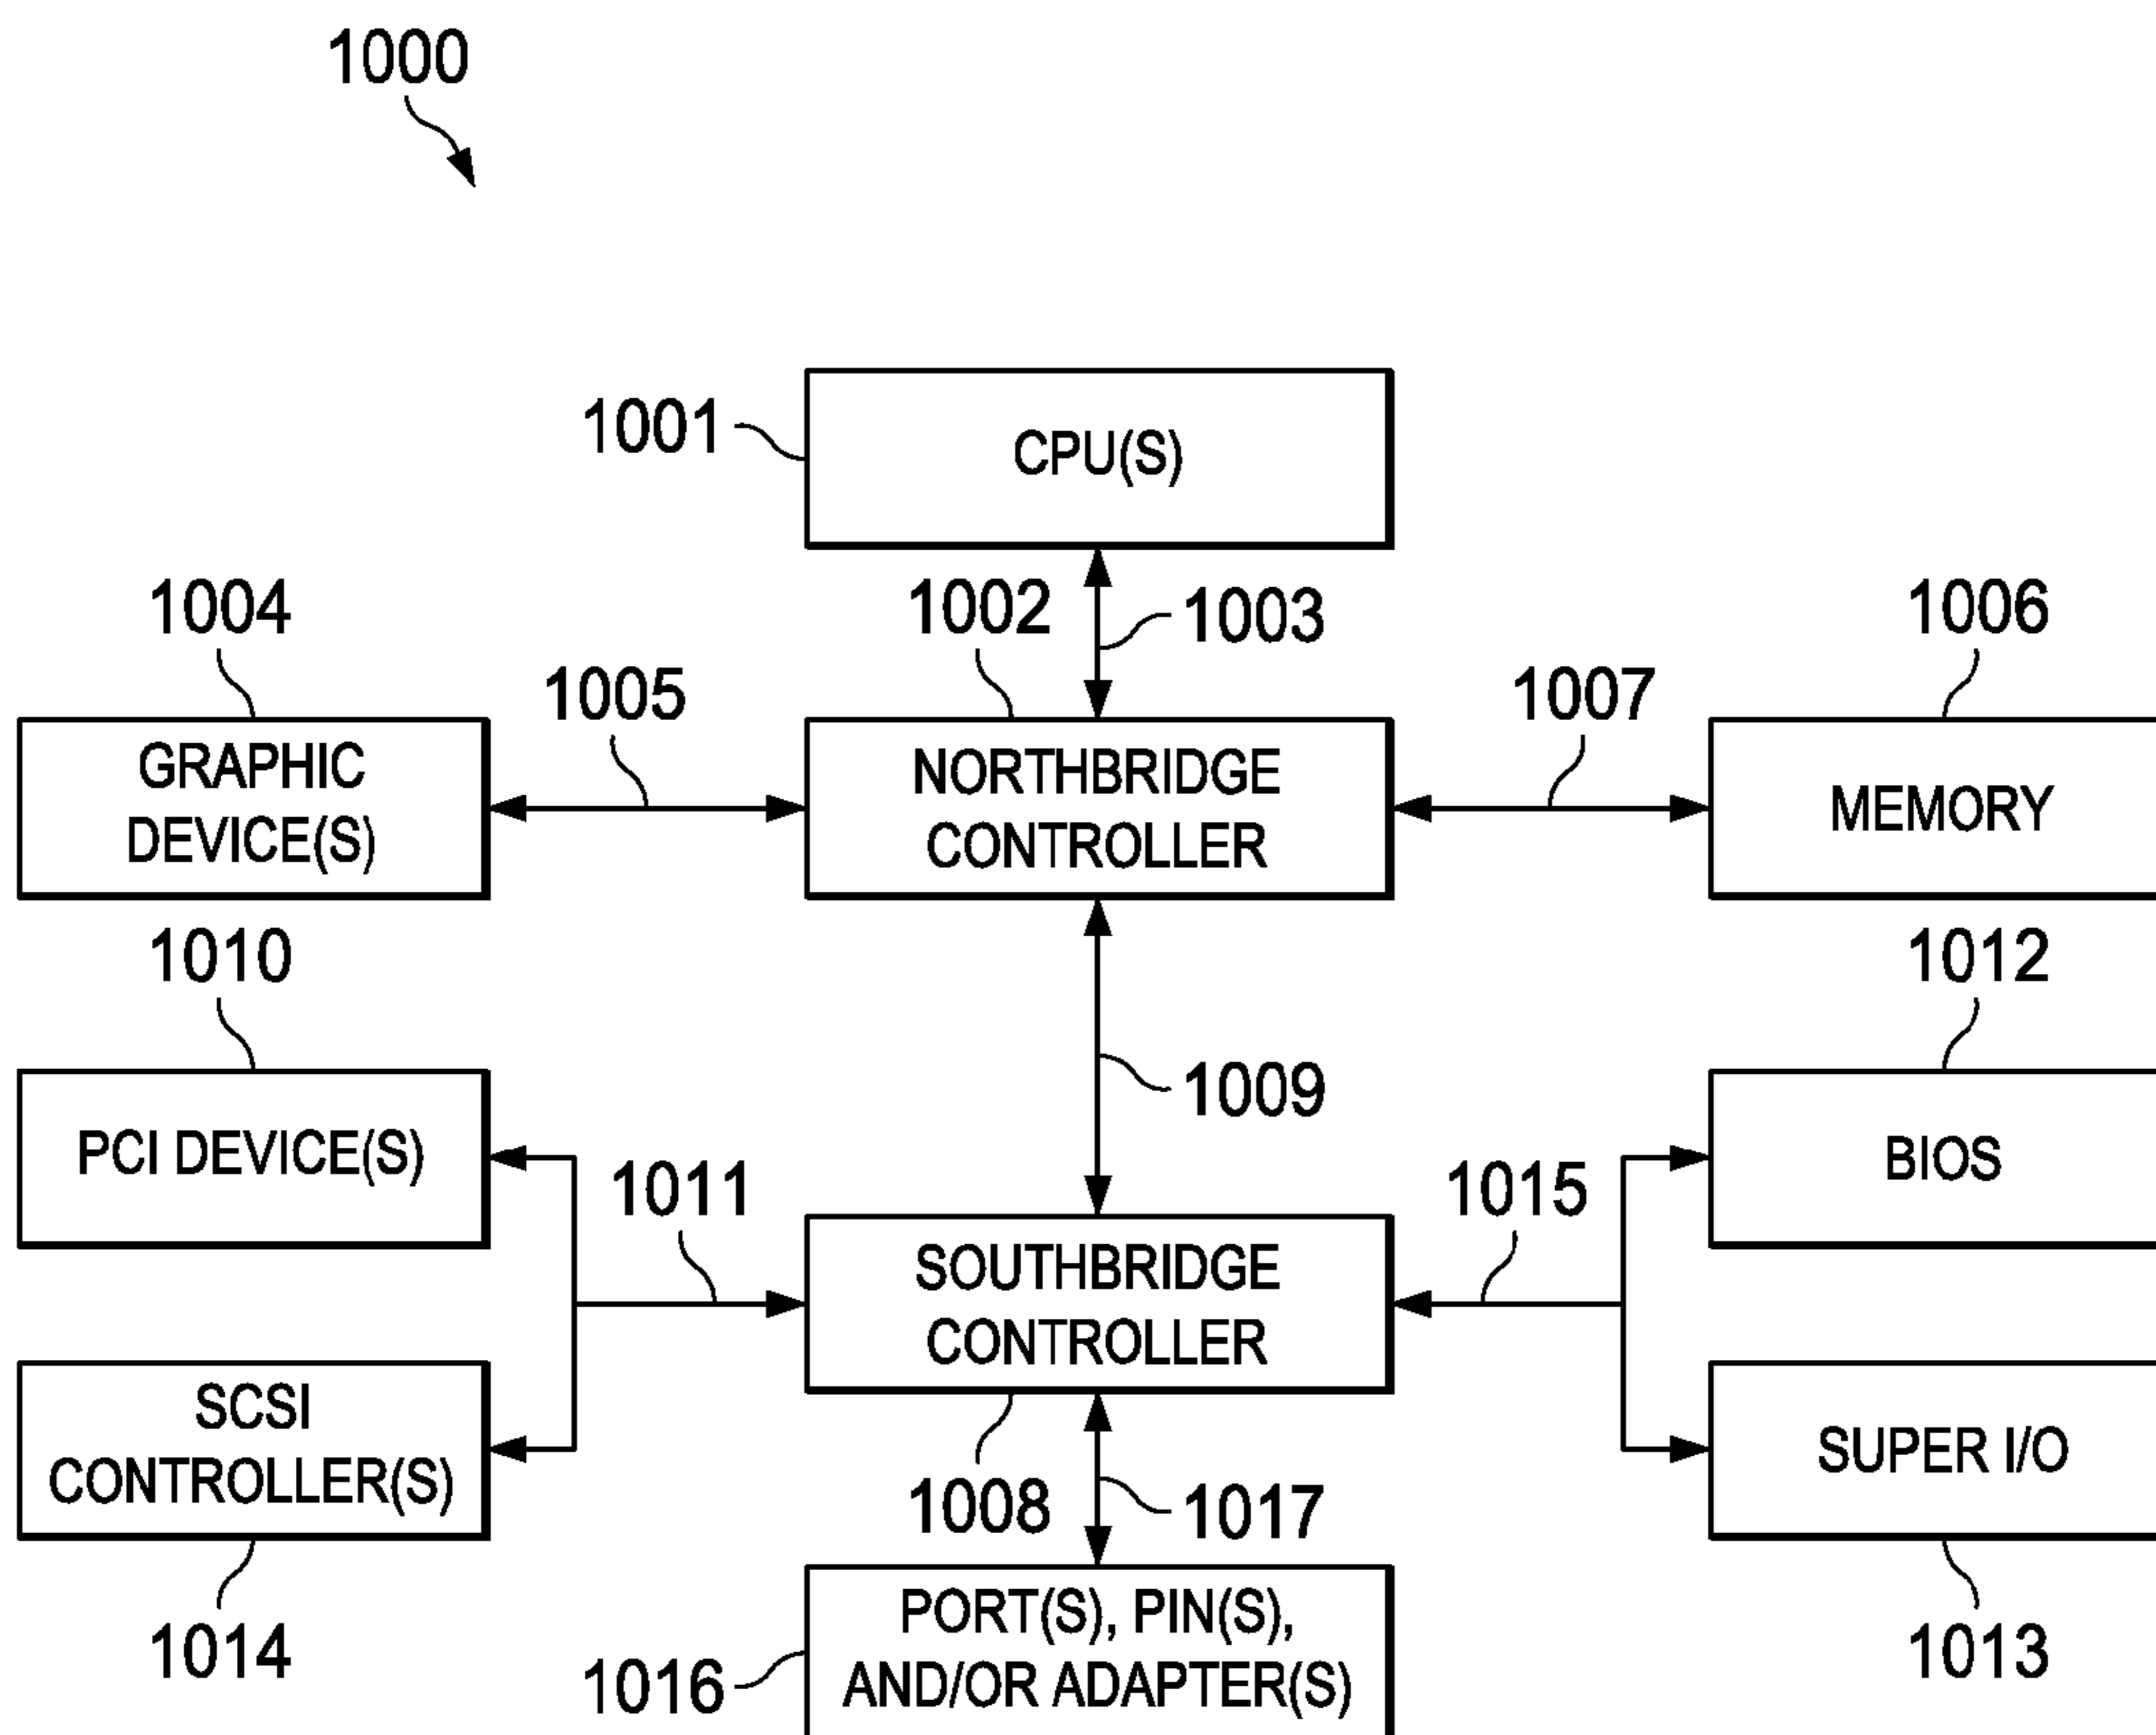 1000
1001
CPU(S)
1004
1002
1003
1006
1005
1007
GRAPHIC
DEVICE(S)
NORTHBRIDGE
CONTROLLER
MEMORY
1010
1012
1009
PCI DEVICE(S)
BIOS
1011
1015
SOUTHBRIDGE
CONTROLLER
SCSI
CONTROLLER(S)
SUPER I/O
1008
1017
1014
1013
PORT(S), PIN(S),
AND/OR ADAPTER(S)
1016